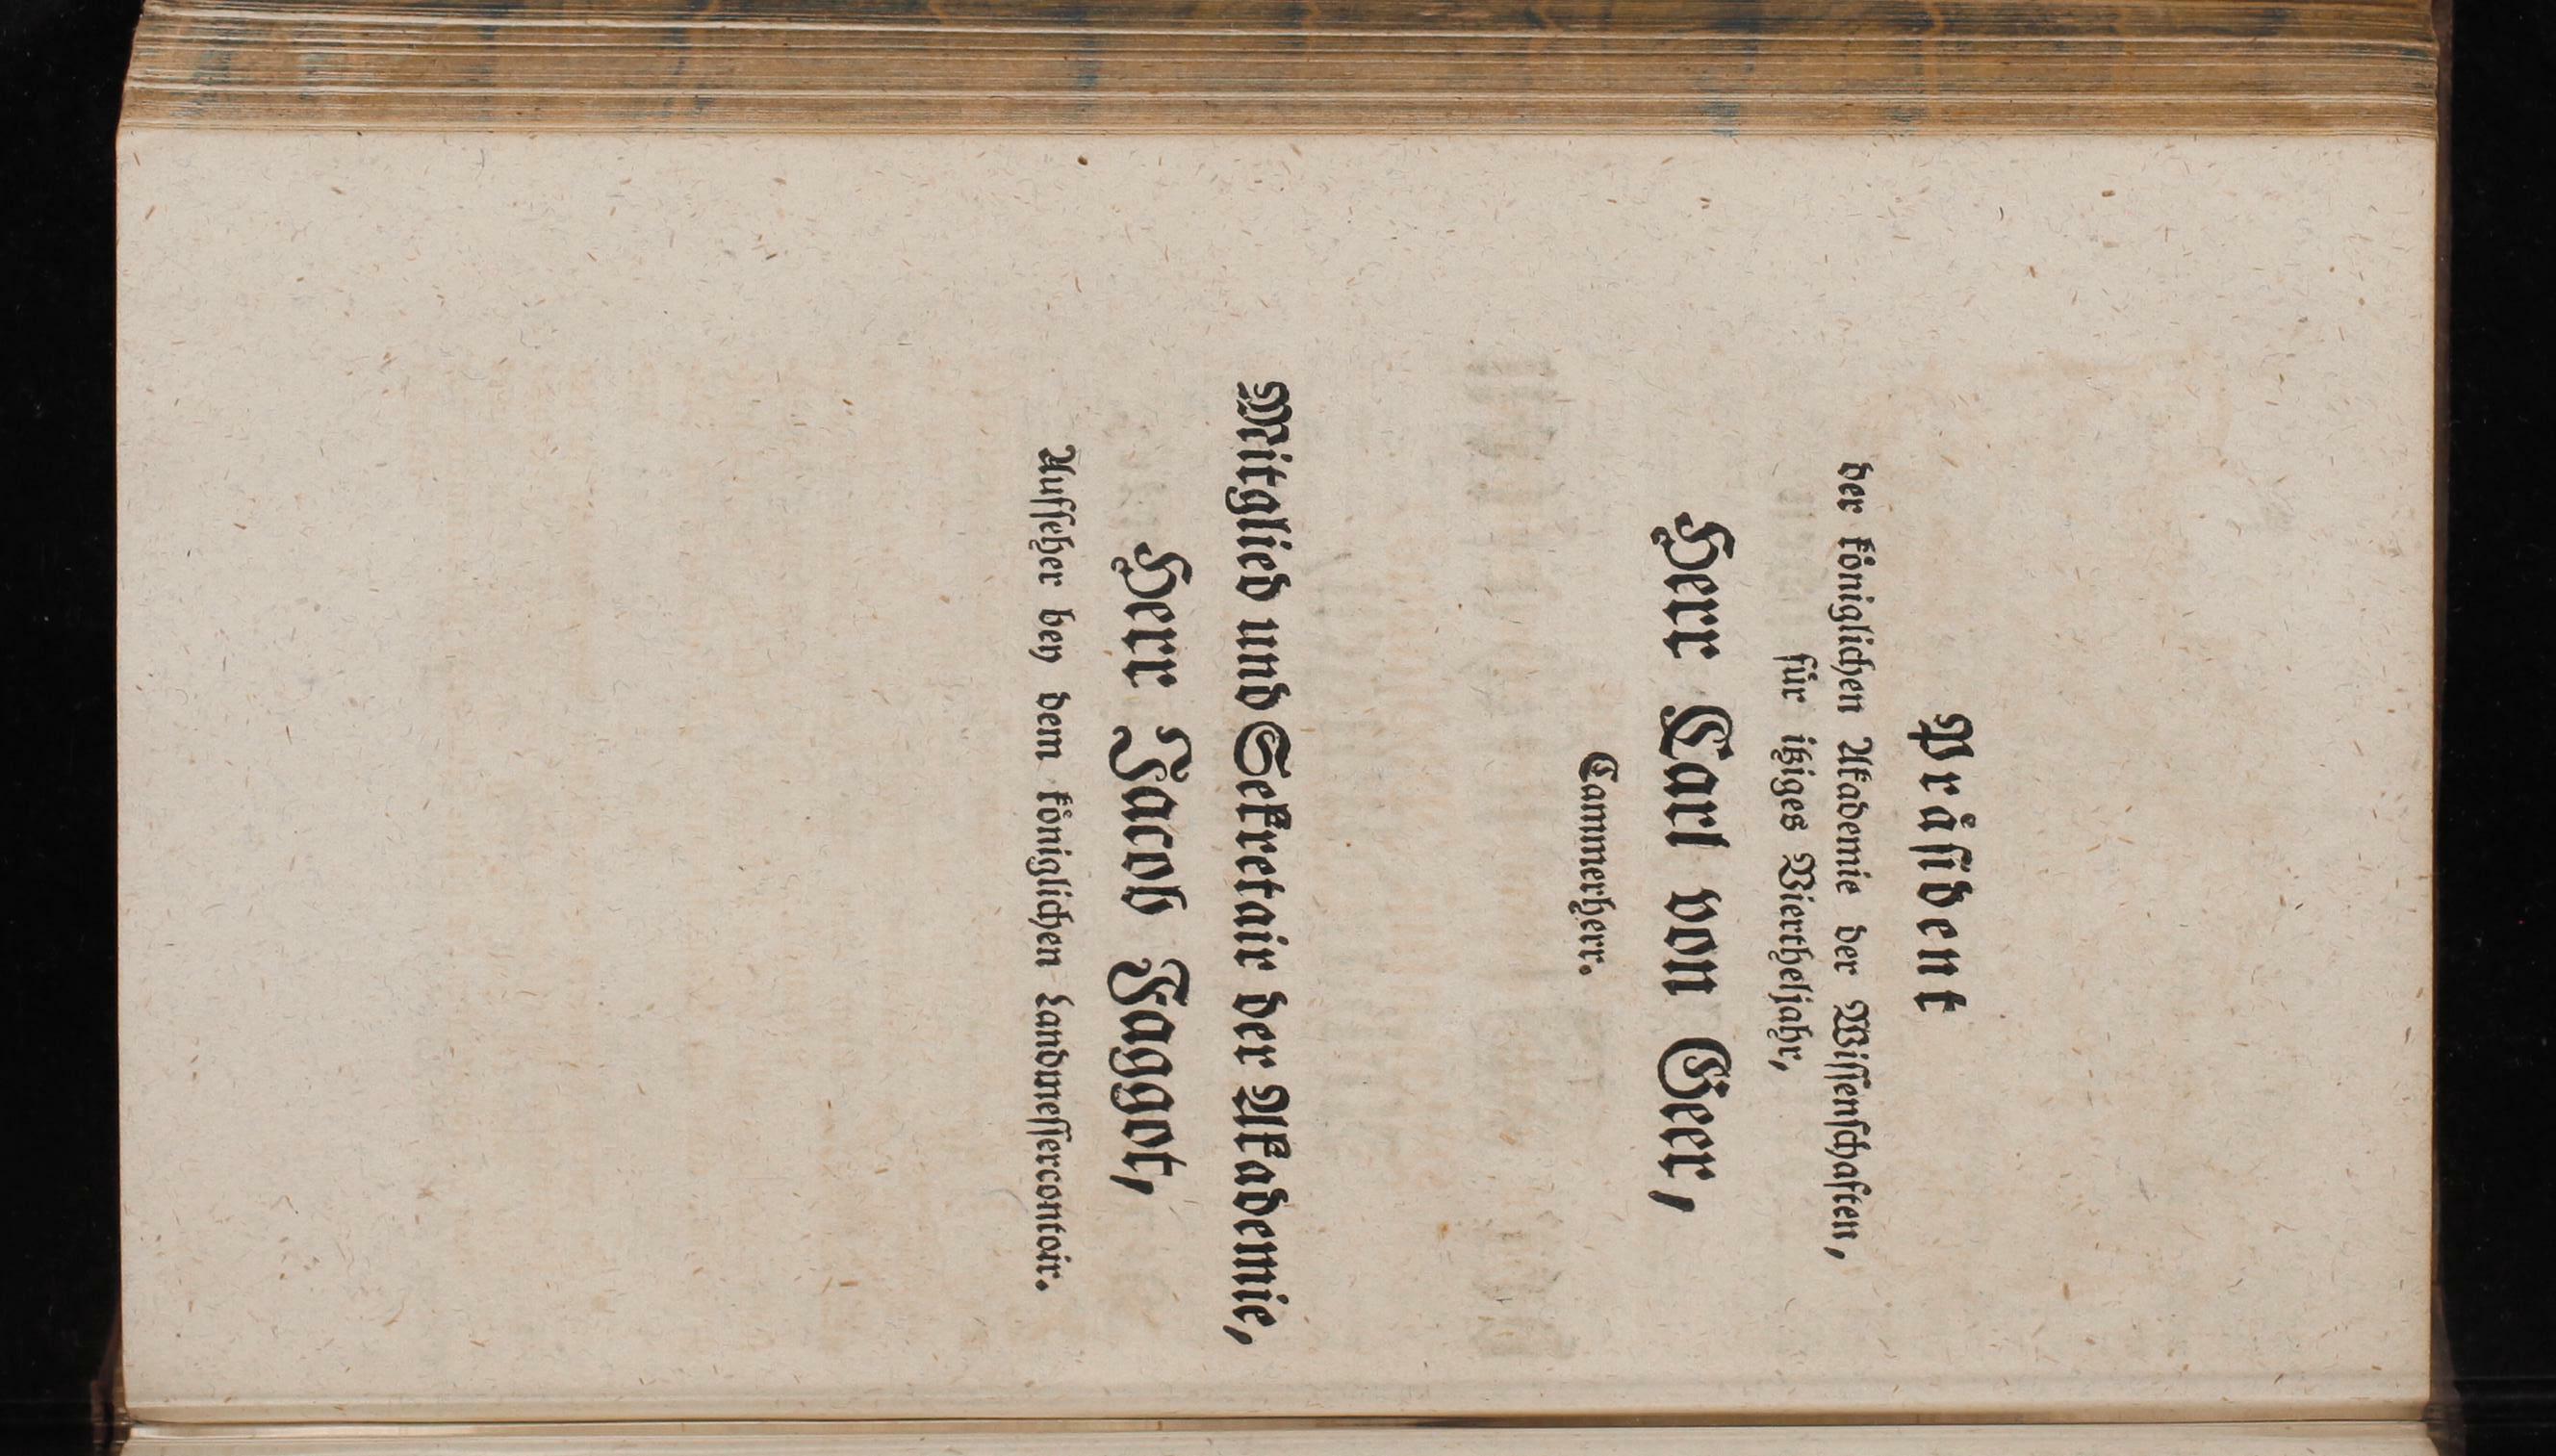 Präsident
der königlichen Akademie der Wissenschaften,
für itziges Vierthejahr,
Herr Carl von Geer,
Cammerherr.
Mitglied und Sekretair der Akademie,
Herr Jacob Faggot,
Aufseher bey dem königlichen Landmessercontoir.